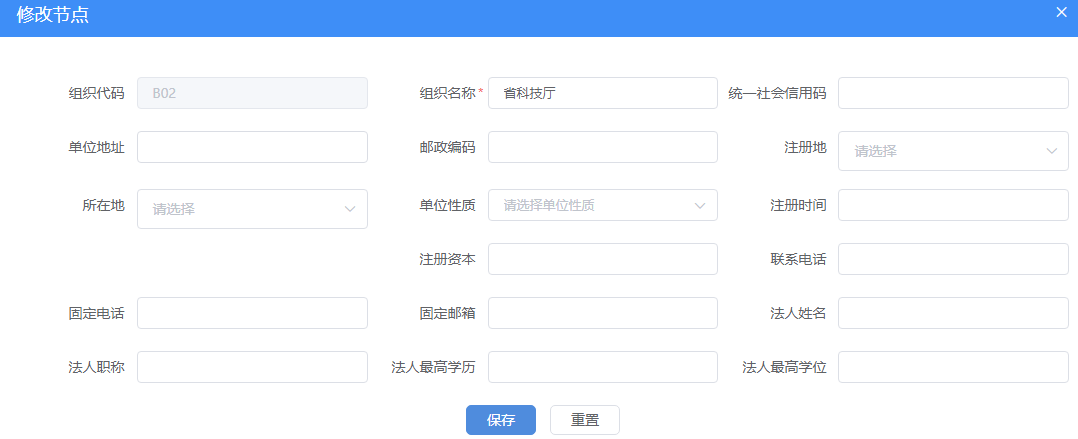 修改节点
组织代码 B02 组织名称* 省科技厅 统一社会信用码
单位地址 邮政编码 注册地 请选择
所在地 请选择 单位性质 请选择单位性质 注册时间
注册资本 联系电话
固定电话 固定邮箱 法人姓名
法人职称 法人最高学历 法人最高学位
保存 重置